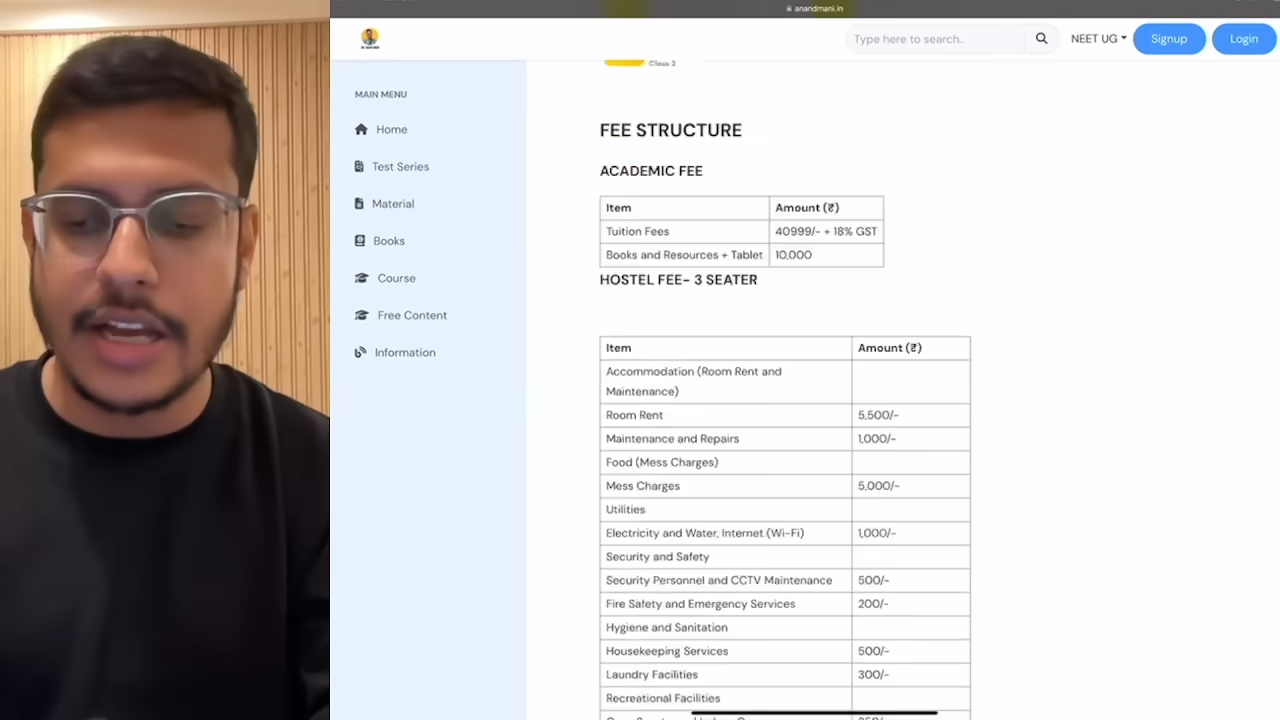 anandmani.in
Type here to search..
NEET UG
Signup
Login
MAIN MENU
Home
Test Series
Material
Books
Course
Free Content
Information
Class 2
FEE STRUCTURE
ACADEMIC FEE
Item Amount (₹)
Tuition Fees 40999/- + 18% GST
Books and Resources + Tablet 10,000
HOSTEL FEE- 3 SEATER
Item Amount (₹)
Accommodation (Room Rent and
Maintenance)
Room Rent 5,500/-
Maintenance and Repairs 1,000/-
Food (Mess Charges)
Mess Charges 5,000/-
Utilities
Electricity and Water, Internet (Wi-Fi) 1,000/-
Security and Safety
Security Personnel and CCTV Maintenance 500/-
Fire Safety and Emergency Services 200/-
Hygiene and Sanitation
Housekeeping Services 500/-
Laundry Facilities 300/-
Recreational Facilities